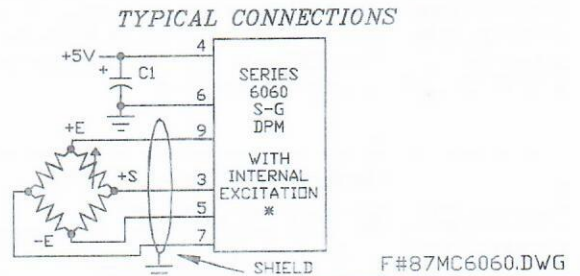 TYPICAL CONNECTIONS
+5V
4
+
C1
6
SERIES
6060
S-G
DPM
WITH
INTERNAL
EXCITATION
*
+E
9
+S
3
5
-E
7
SHIELD
F#87MC6060.DWG